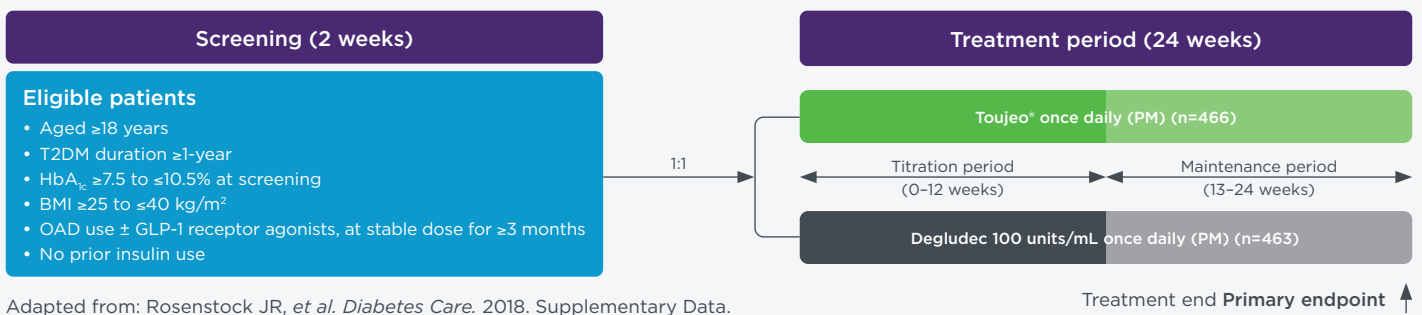 Screening (2 weeks)
Eligible patients
• Aged ≥18 years
• T2DM duration ≥1-year
• HbA1c ≥7.5 to ≤10.5% at screening
• BMI ≥25 to ≤40 kg/m²
• OAD use ± GLP-1 receptor agonists, at stable dose for ≥3 months
• No prior insulin use
1:1
Treatment period (24 weeks)
Toujeo® once daily (PM) (n=466)
Titration period
(0–12 weeks)
Maintenance period
(13–24 weeks)
Degludec 100 units/mL once daily (PM) (n=463)
Treatment end Primary endpoint
Adapted from: Rosenstock JR, et al. Diabetes Care. 2018. Supplementary Data.